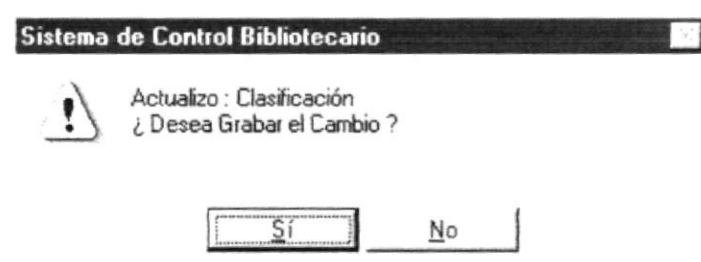 Sistema de Control Bibliotecario
Actualizo : Clasificación
¿ Desea Grabar el Cambio ?
Sí No